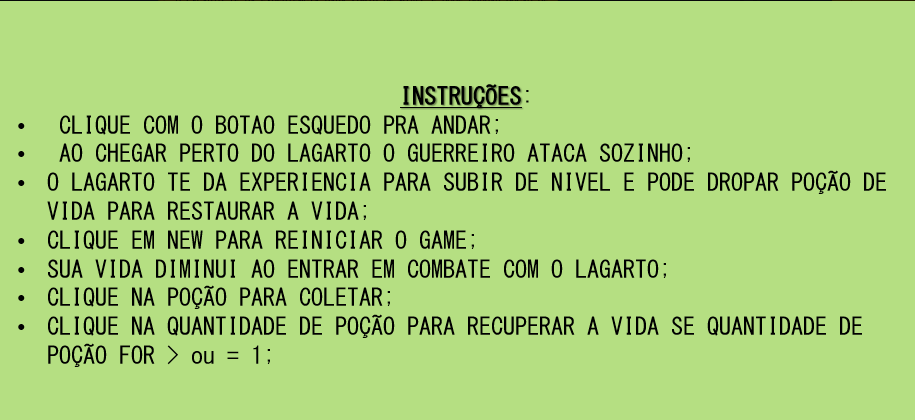 INSTRUÇÕES:
• CLIQUE COM O BOTAO ESQUEDO PRA ANDAR;
• AO CHEGAR PERTO DO LAGARTO O GUERREIRO ATACA SOZINHO;
• O LAGARTO TE DA EXPERIENCIA PARA SUBIR DE NIVEL E PODE DROPAR POÇÃO DE
VIDA PARA RESTAURAR A VIDA;
• CLIQUE EM NEW PARA REINICIAR O GAME;
• SUA VIDA DIMINUI AO ENTRAR EM COMBATE COM O LAGARTO;
• CLIQUE NA POÇÃO PARA COLETAR;
• CLIQUE NA QUANTIDADE DE POÇÃO PARA RECUPERAR A VIDA SE QUANTIDADE DE
POÇÃO FOR > ou = 1;